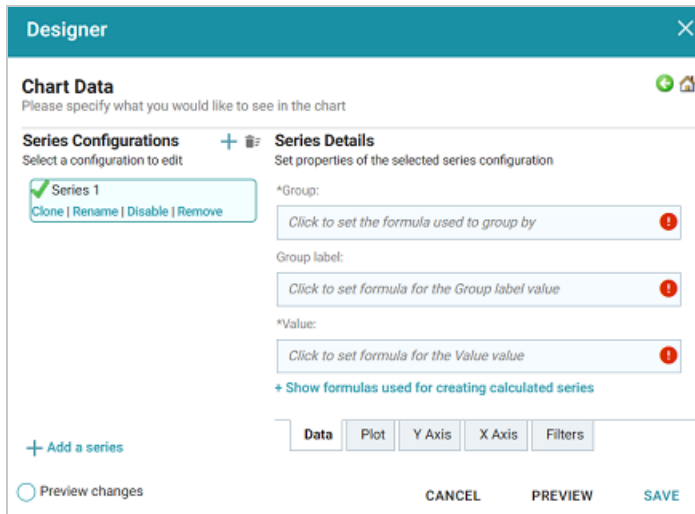 Designer
Chart Data
Please specify what you would like to see in the chart
Series Configurations
Select a configuration to edit
Series 1
Clone | Rename | Disable | Remove
+ Add a series
Preview changes
Series Details
Set properties of the selected series configuration
*Group:
Click to set the formula used to group by
Group label:
Click to set formula for the Group label value
*Value:
Click to set formula for the Value value
+ Show formulas used for creating calculated series
Data Plot Y Axis X Axis Filters
CANCEL PREVIEW SAVE